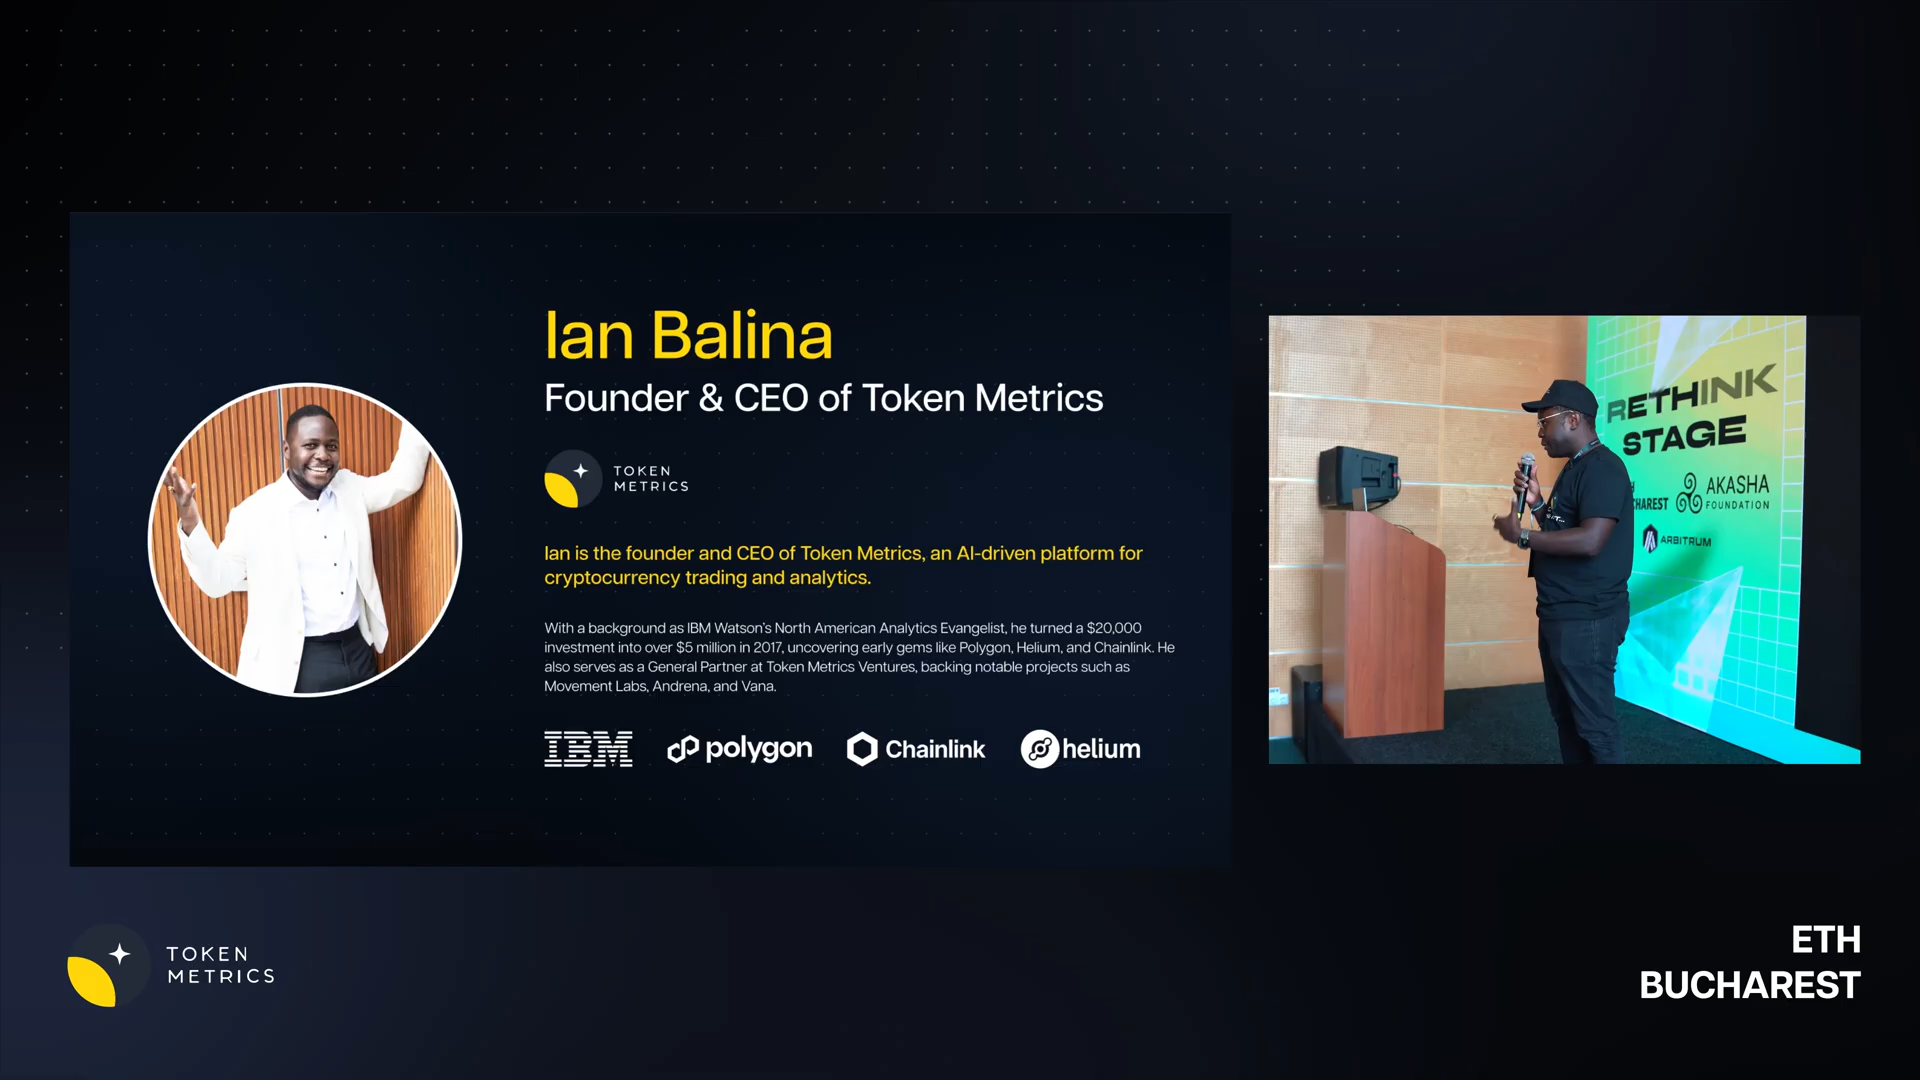 Ian Balina
Founder & CEO of Token Metrics
TOKEN
METRICS
Ian is the founder and CEO of Token Metrics, an AI-driven platform for
cryptocurrency trading and analytics.
With a background as IBM Watson's North American Analytics Evangelist, he turned a $20,000
investment into over $5 million in 2017, uncovering early gems like Polygon, Helium, and Chainlink. He
also serves as a General Partner at Token Metrics Ventures, backing notable projects such as
Movement Labs, Andrena, and Vana.
IBM polygon Chainlink helium
RETHINK
STAGE
AKASHA
FOUNDATION
ARBITRUM
TOKEN
METRICS
ETH
BUCHAREST